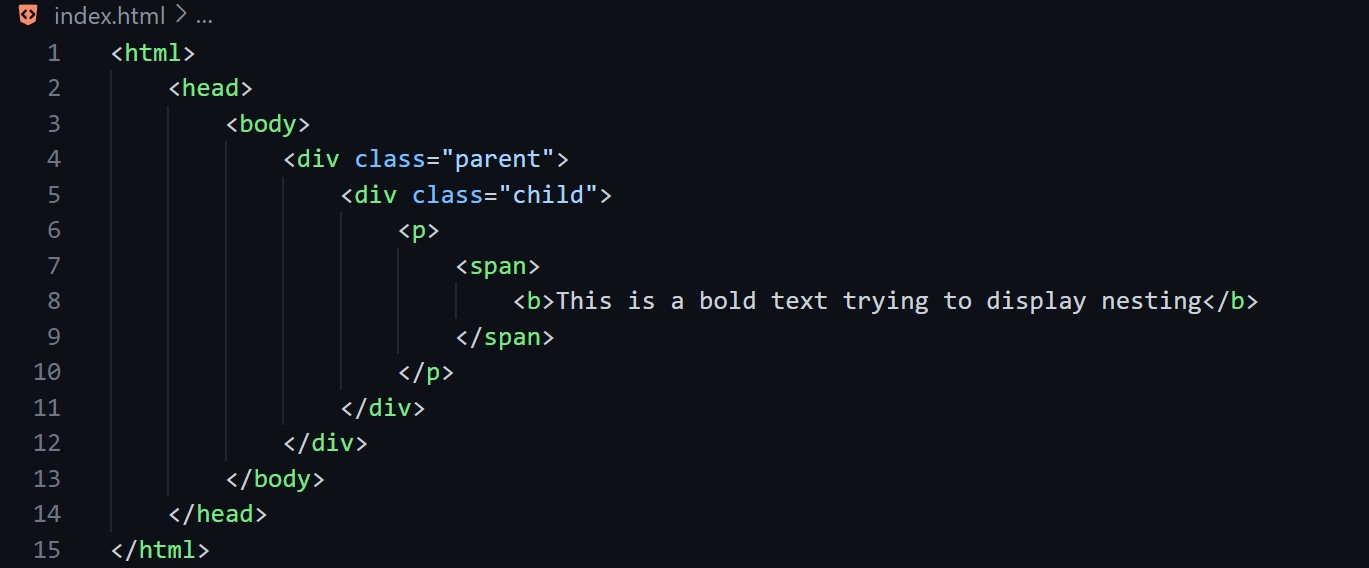 index.html > ...
1 <html>
2     <head>
3         <body>
4             <div class="parent">
5                 <div class="child">
6                     <p>
7                         <span>
8                             <b>This is a bold text trying to display nesting</b>
9                         </span>
10                     </p>
11                 </div>
12             </div>
13         </body>
14     </head>
15 </html>